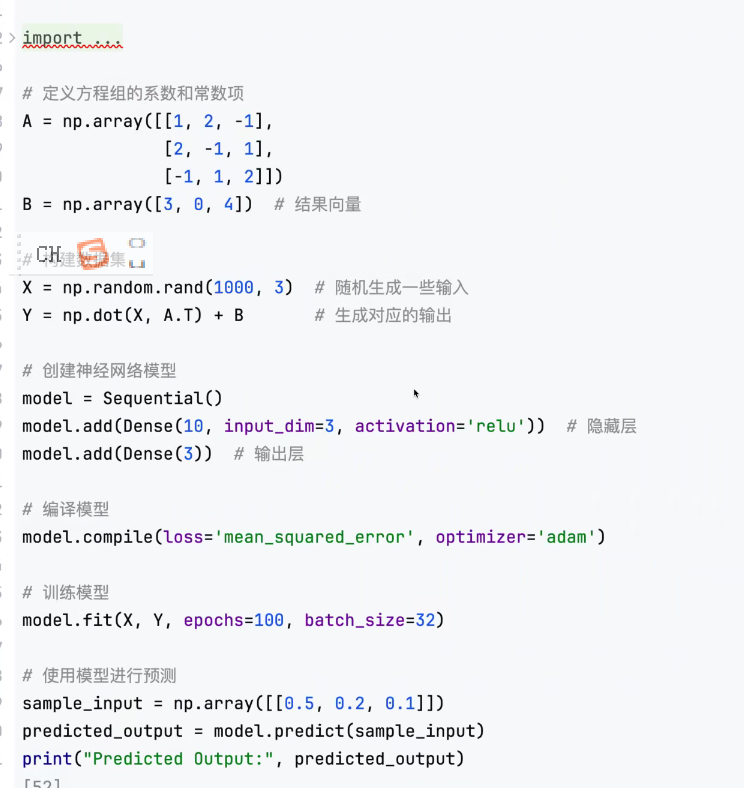 import ...
# 定义方程组的系数和常数项
A = np.array([[1, 2, -1],
[2, -1, 1],
[-1, 1, 2]])
B = np.array([3, 0, 4])  # 结果向量
CH
# 构建数据集
X = np.random.rand(1000, 3)  # 随机生成一些输入
Y = np.dot(X, A.T) + B  # 生成对应的输出
# 创建神经网络模型
model = Sequential()
model.add(Dense(10, input_dim=3, activation='relu'))  # 隐藏层
model.add(Dense(3))  # 输出层
# 编译模型
model.compile(loss='mean_squared_error', optimizer='adam')
# 训练模型
model.fit(X, Y, epochs=100, batch_size=32)
# 使用模型进行预测
sample_input = np.array([[0.5, 0.2, 0.1]])
predicted_output = model.predict(sample_input)
print("Predicted Output:", predicted_output)
[52]